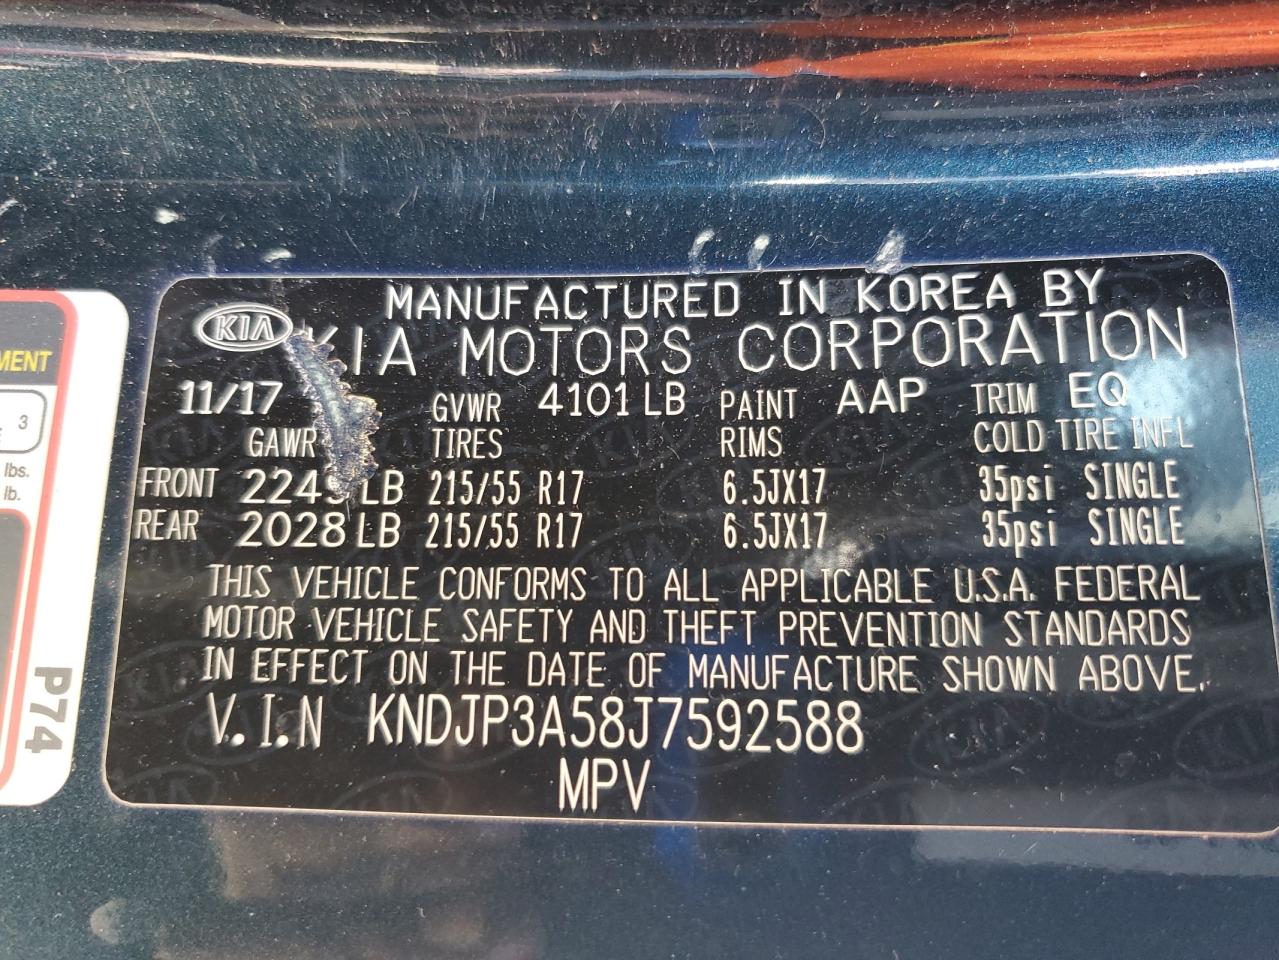 MANUFACTURED IN KOREA BY
KIA
KIA MOTORS CORPORATION
11/17 GVWR 4101 LB PAINT AAP TRIM EQ
GAWR TIRES RIMS COLD TIRE INFL
FRONT LB 215/55 R17 6.5JX17 35psi SINGLE
REAR 2028 LB 215/55 R17 6.5JX17 35psi SINGLE
THIS VEHICLE CONFORMS TO ALL APPLICABLE U.S.A. FEDERAL
MOTOR VEHICLE SAFETY AND THEFT PREVENTION STANDARDS
IN EFFECT ON THE DATE OF MANUFACTURE SHOWN ABOVE.
V.I.N KNDJP3A58J7592588
MPV
3
lbs.
lb.
P74